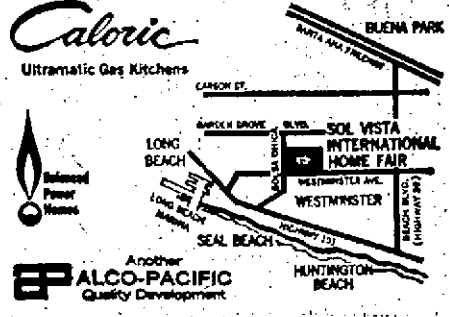 Caloric
Ultramatic Gas Kitchens
Balanced
Power
Homes
Another
ALCO-PACIFIC
Quality Development
BUENA PARK
SANTA ANA FREEWAY
CARSON ST.
GARDEN GROVE BLVD.
BOLSA CHICA
SOL VISTA
INTERNATIONAL
HOME FAIR
LONG
BEACH
WESTMINSTER AVE.
WESTMINSTER
BEACH BLVD.
(HIGHWAY 39)
LONG BEACH
MARINA
HIGHWAY 101
SEAL BEACH
HUNTINGTON
BEACH